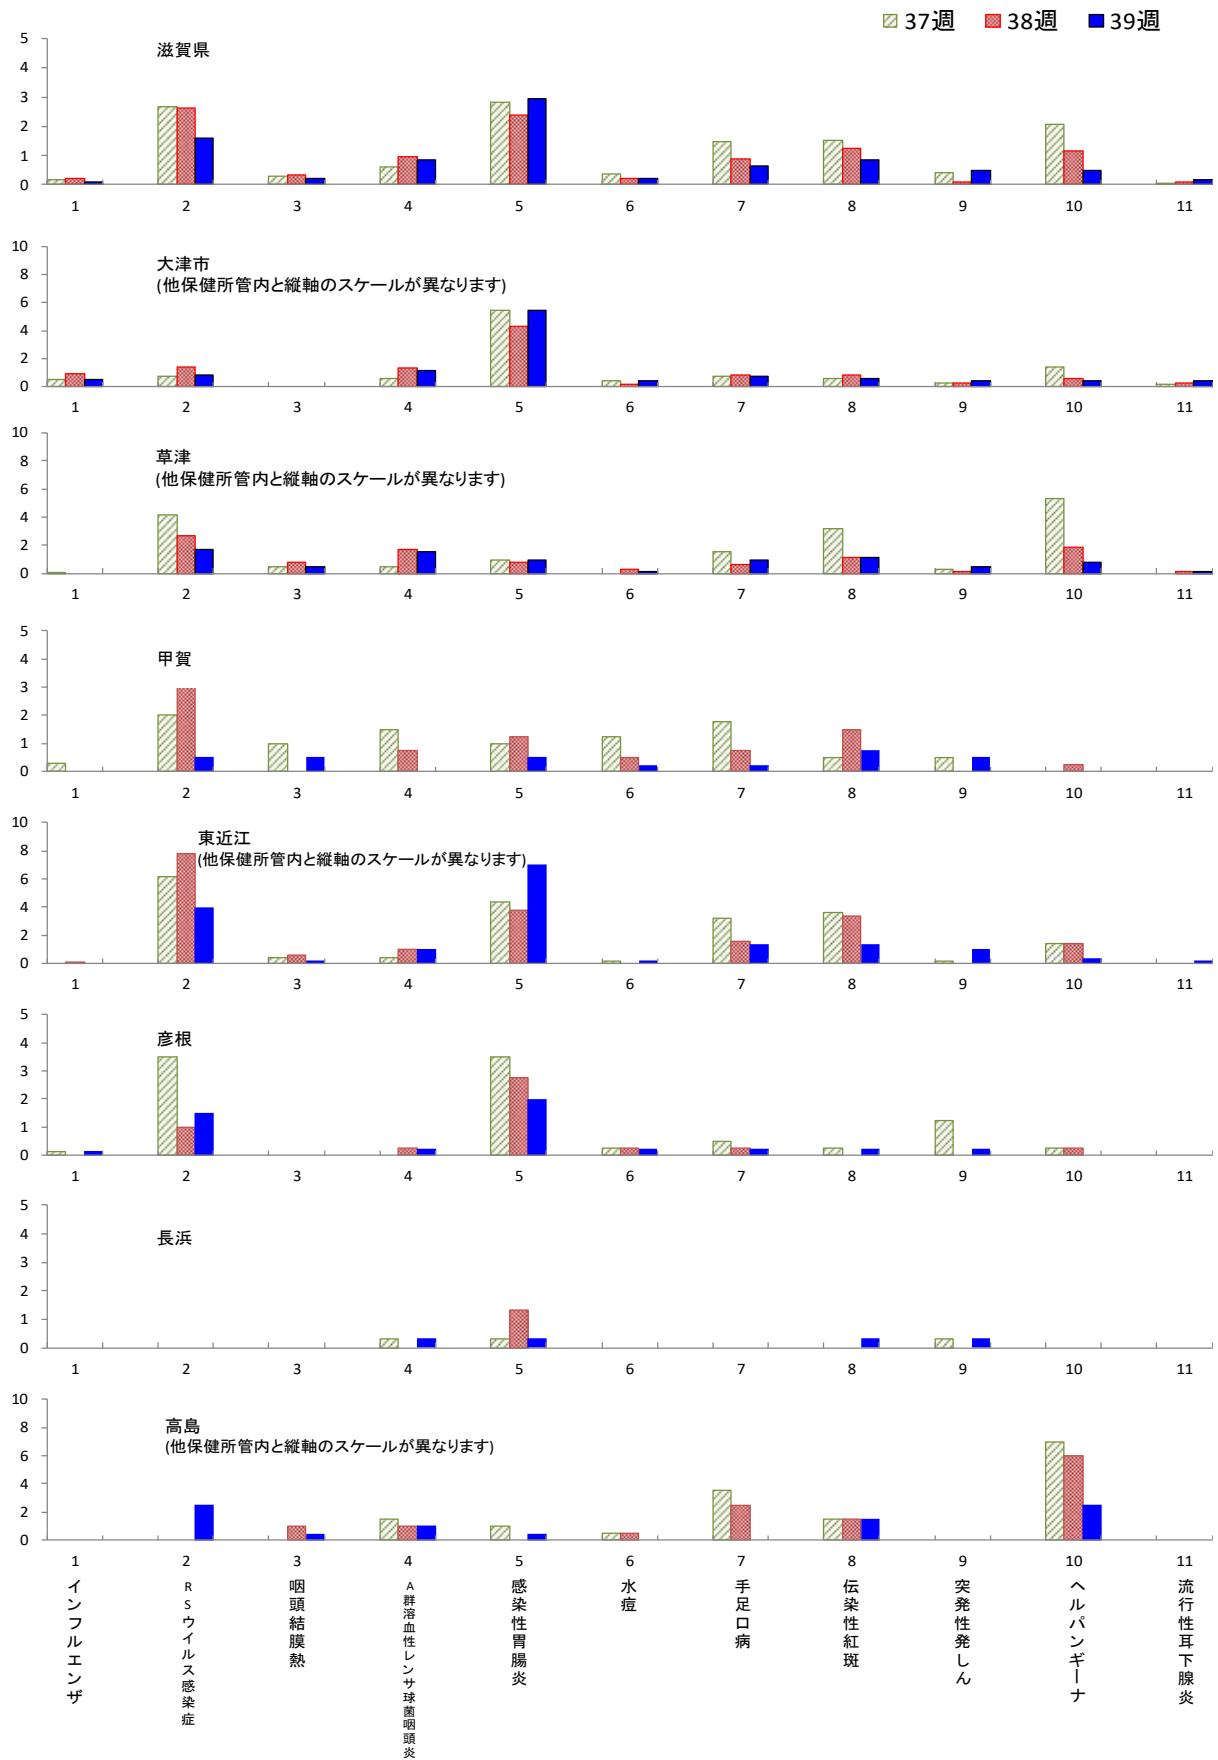 37週 38週 39週
5
4
3
2
1
0
滋賀県
1 2 3 4 5 6 7 8 9 10 11
10
8
6
4
2
0
大津市
(他保健所管内と縦軸のスケールが異なります)
1 2 3 4 5 6 7 8 9 10 11
10
8
6
4
2
0
草津
(他保健所管内と縦軸のスケールが異なります)
1 2 3 4 5 6 7 8 9 10 11
5
4
3
2
1
0
甲賀
1 2 3 4 5 6 7 8 9 10 11
10
8
6
4
2
0
東近江
(他保健所管内と縦軸のスケールが異なります)
1 2 3 4 5 6 7 8 9 10 11
5
4
3
2
1
0
彦根
1 2 3 4 5 6 7 8 9 10 11
5
4
3
2
1
0
長浜
1 2 3 4 5 6 7 8 9 10 11
10
8
6
4
2
0
高島
(他保健所管内と縦軸のスケールが異なります)
1 2 3 4 5 6 7 8 9 10 11
インフルエンザ
RSウイルス感染症
咽頭結膜熱
A群溶血性レンサ球菌咽頭炎
感染性胃腸炎
水痘
手足口病
伝染性紅斑
突発性発しん
ヘルパンギーナ
流行性耳下腺炎